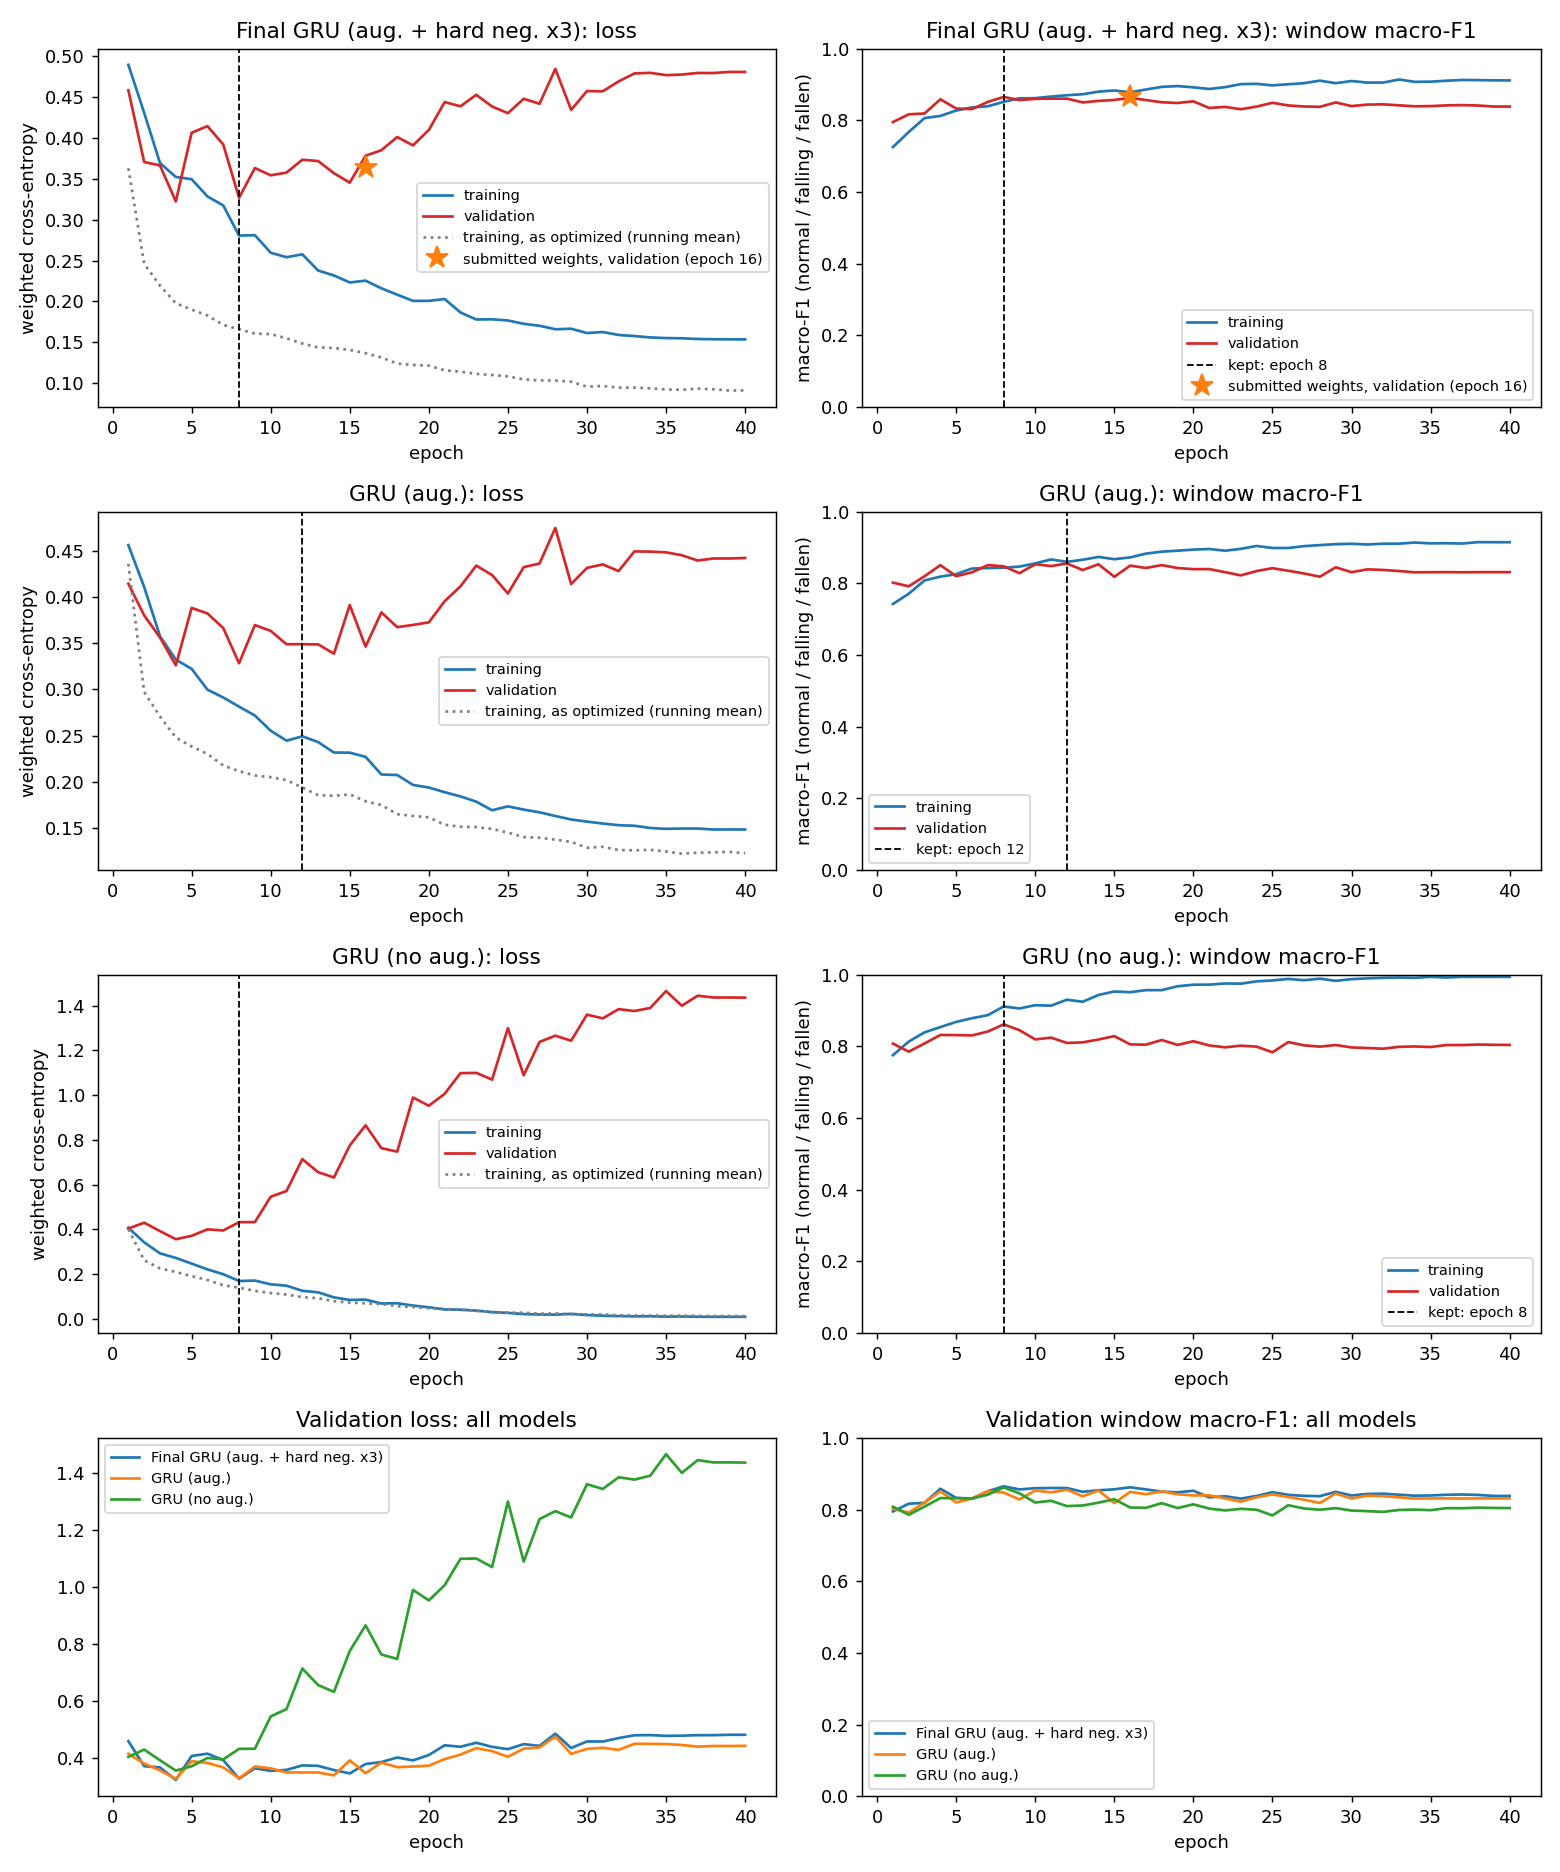 Final GRU (aug. + hard neg. x3): loss
weighted cross-entropy
0.50
0.45
0.40
0.35
0.30
0.25
0.20
0.15
0.10
training
validation
training, as optimized (running mean)
submitted weights, validation (epoch 16)
0 5 10 15 20 25 30 35 40
epoch
Final GRU (aug. + hard neg. x3): window macro-F1
macro-F1 (normal / falling / fallen)
1.0
0.8
0.6
0.4
0.2
0.0
training
validation
kept: epoch 8
submitted weights, validation (epoch 16)
0 5 10 15 20 25 30 35 40
epoch
GRU (aug.): loss
weighted cross-entropy
0.45
0.40
0.35
0.30
0.25
0.20
0.15
training
validation
training, as optimized (running mean)
0 5 10 15 20 25 30 35 40
epoch
GRU (aug.): window macro-F1
macro-F1 (normal / falling / fallen)
1.0
0.8
0.6
0.4
0.2
0.0
training
validation
kept: epoch 12
0 5 10 15 20 25 30 35 40
epoch
GRU (no aug.): loss
weighted cross-entropy
1.4
1.2
1.0
0.8
0.6
0.4
0.2
0.0
training
validation
training, as optimized (running mean)
0 5 10 15 20 25 30 35 40
epoch
GRU (no aug.): window macro-F1
macro-F1 (normal / falling / fallen)
1.0
0.8
0.6
0.4
0.2
0.0
training
validation
kept: epoch 8
0 5 10 15 20 25 30 35 40
epoch
Validation loss: all models
1.4
1.2
1.0
0.8
0.6
0.4
Final GRU (aug. + hard neg. x3)
GRU (aug.)
GRU (no aug.)
0 5 10 15 20 25 30 35 40
epoch
Validation window macro-F1: all models
1.0
0.8
0.6
0.4
0.2
0.0
Final GRU (aug. + hard neg. x3)
GRU (aug.)
GRU (no aug.)
0 5 10 15 20 25 30 35 40
epoch